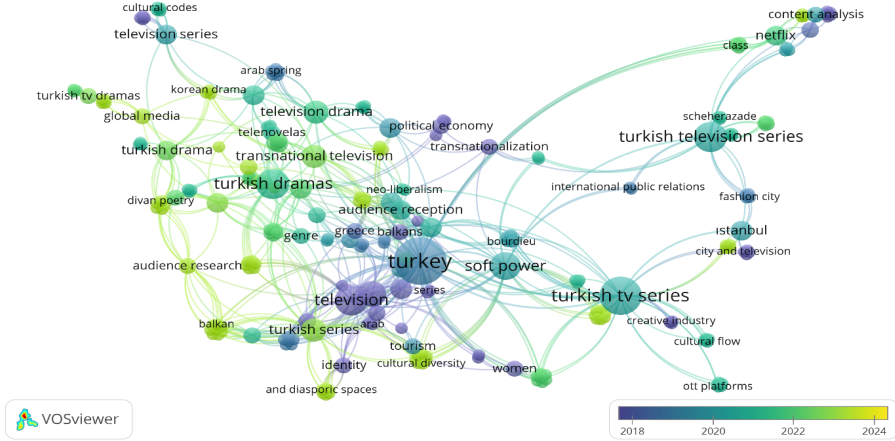 cultural codes
television series
content analysis
netflix
class
arab spring
korean drama
turkish tv dramas
global media
television drama
telenovelas
political economy
transnationalization
scheherazade
turkish television series
turkish drama
transnational television
turkish dramas
neo-liberalism
international public relations
fashion city
divan poetry
audience reception
genre
greece
balkans
bourdieu
ıstanbul
city and television
audience research
turkey
soft power
series
television
turkish tv series
balkan
turkish series
arab
creative industry
cultural flow
tourism
identity
cultural diversity
women
and diasporic spaces
ott platforms
VOSviewer
2018
2020
2022
2024